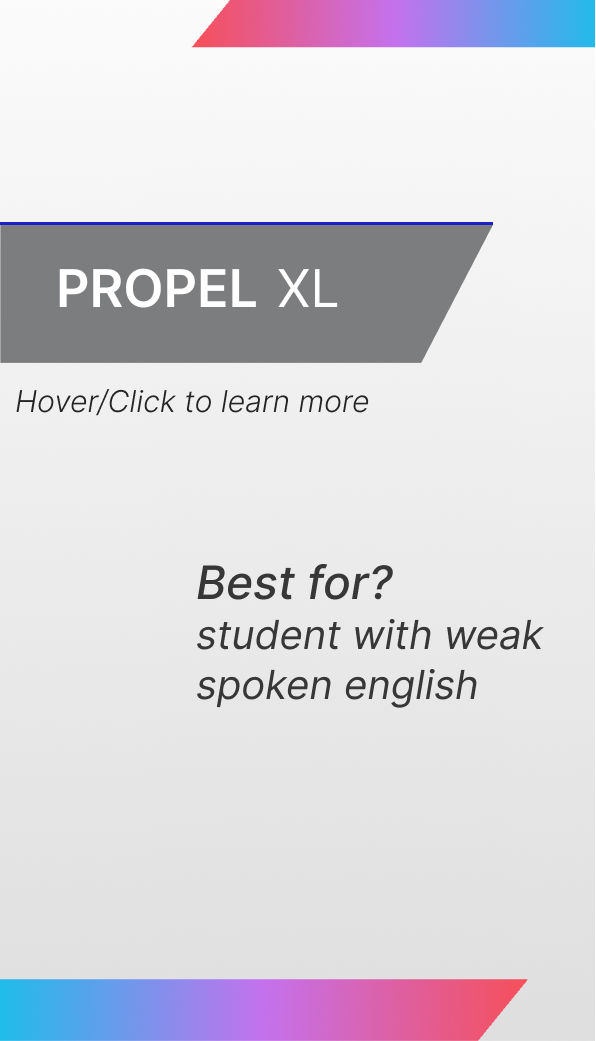 PROPEL XL
Hover/Click to learn more
Best for?
student with weak
spoken english